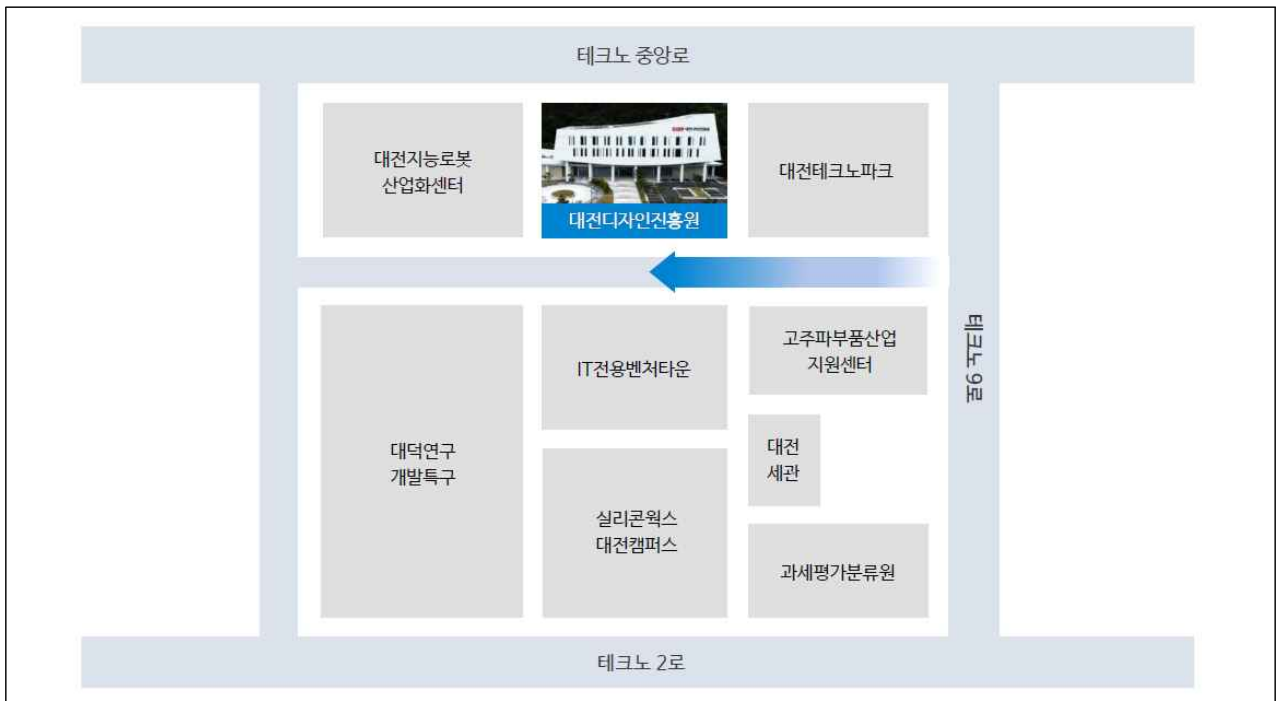 테크노 중앙로
대전지능로봇
산업화센터
대전디자인진흥원
대전테크노파크
대덕연구
개발특구
IT전용벤처타운
고주파부품산업
지원센터
테크노 9로
대전
세관
실리콘웍스
대전캠퍼스
과세평가분류원
테크노 2로